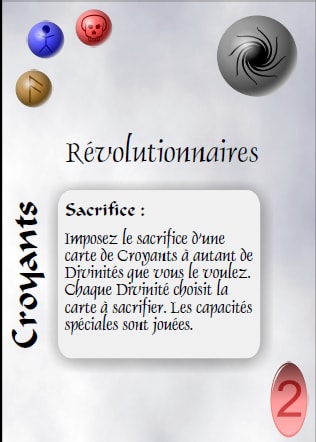 Révolutionnaires
Croyants
Sacrifice :
Imposez le sacrifice d'une
carte de Croyants à autant de
Divinités que vous le voulez.
Chaque Divinité choisit la
carte à sacrifier. Les capacités
spéciales sont jouées.
2